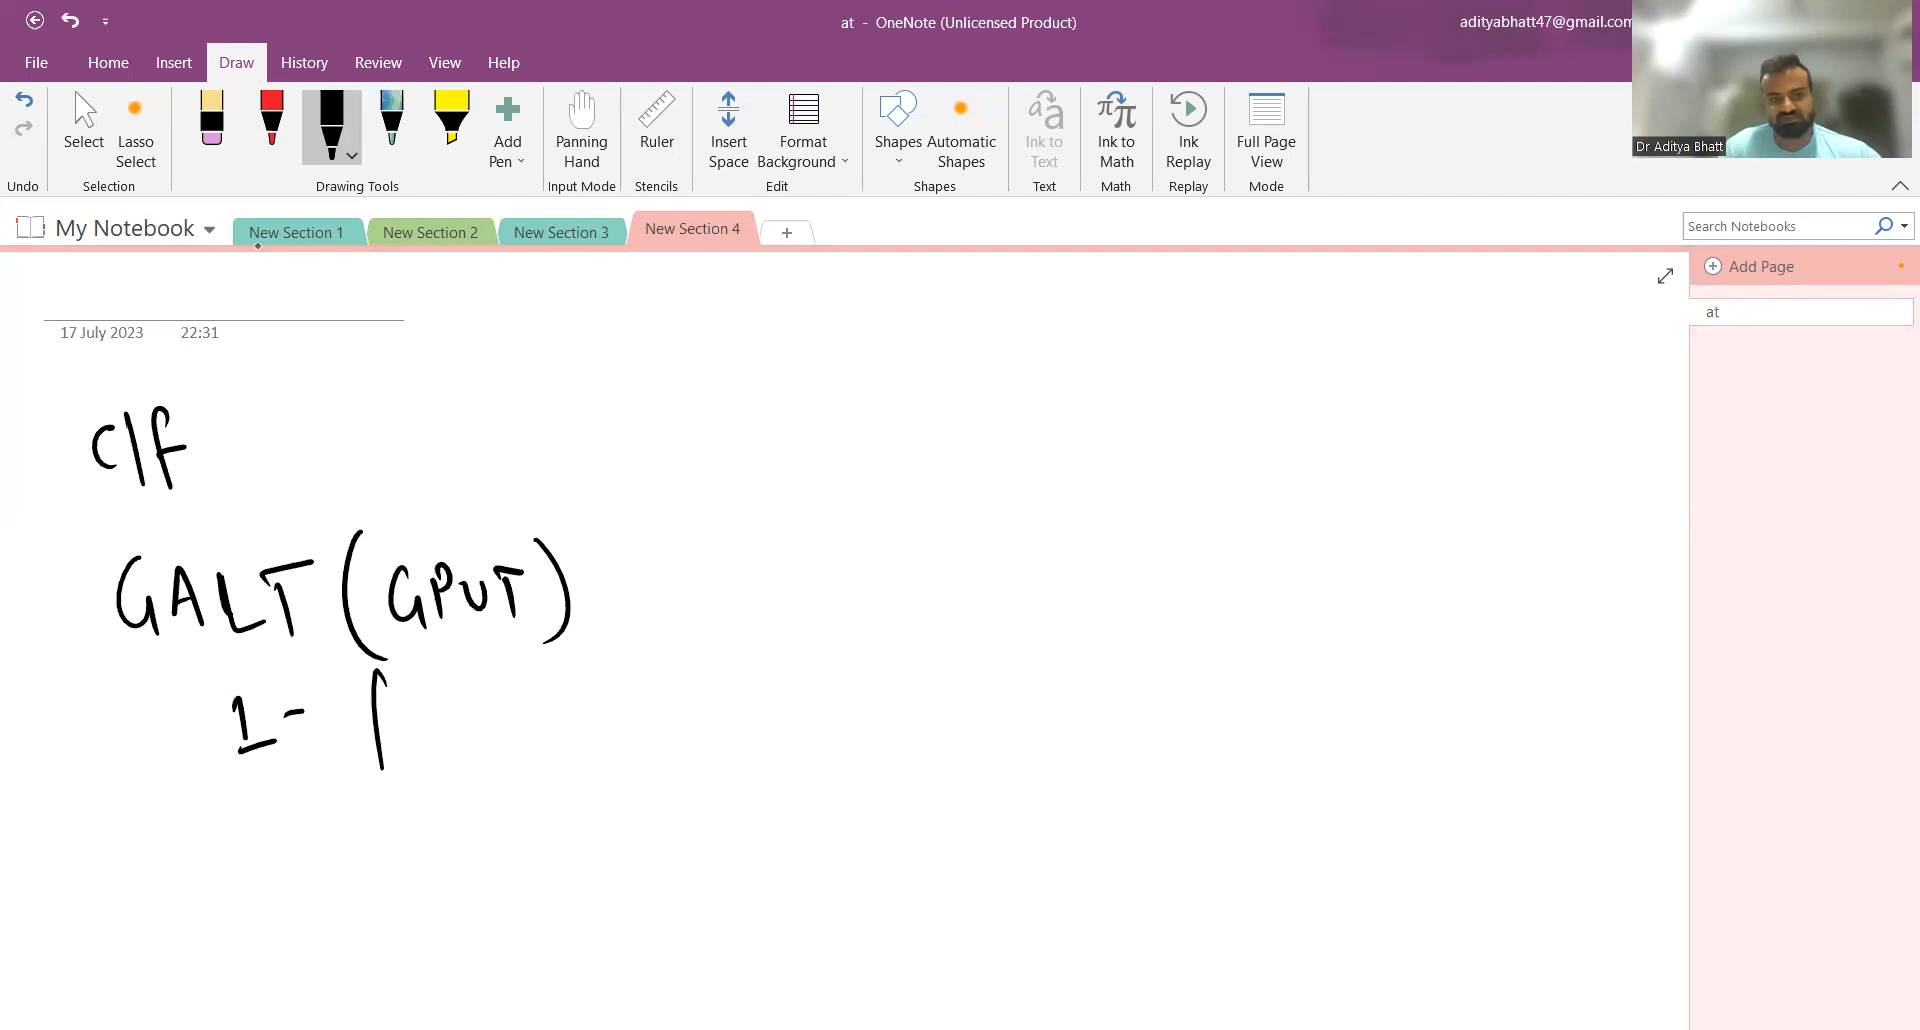 at - OneNote (Unlicensed Product)
adityabhatt47@gmail.com
File Home Insert Draw History Review View Help
Select
Lasso Select
Add Pen
Panning Hand
Ruler
Insert Space
Format Background
Shapes
Automatic Shapes
Ink to Text
Ink to Math
Ink Replay
Full Page View
Undo Selection Drawing Tools Input Mode Stencils Edit Shapes Text Math Replay Mode
Dr Aditya Bhatt
My Notebook New Section 1 New Section 2 New Section 3 New Section 4
Search Notebooks
Add Page
at
17 July 2023 22:31
C/F
GALT (GPUT)
1-